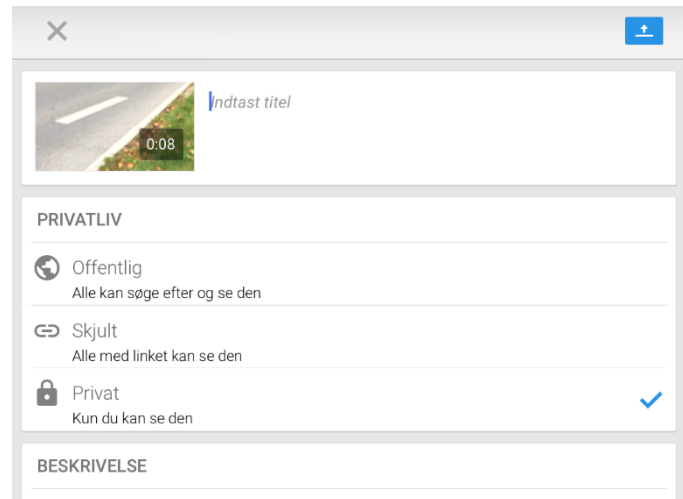 Indtast titel
0:08
PRIVATLIV
Offentlig
Alle kan søge efter og se den
Skjult
Alle med linket kan se den
Privat
Kun du kan se den
BESKRIVELSE